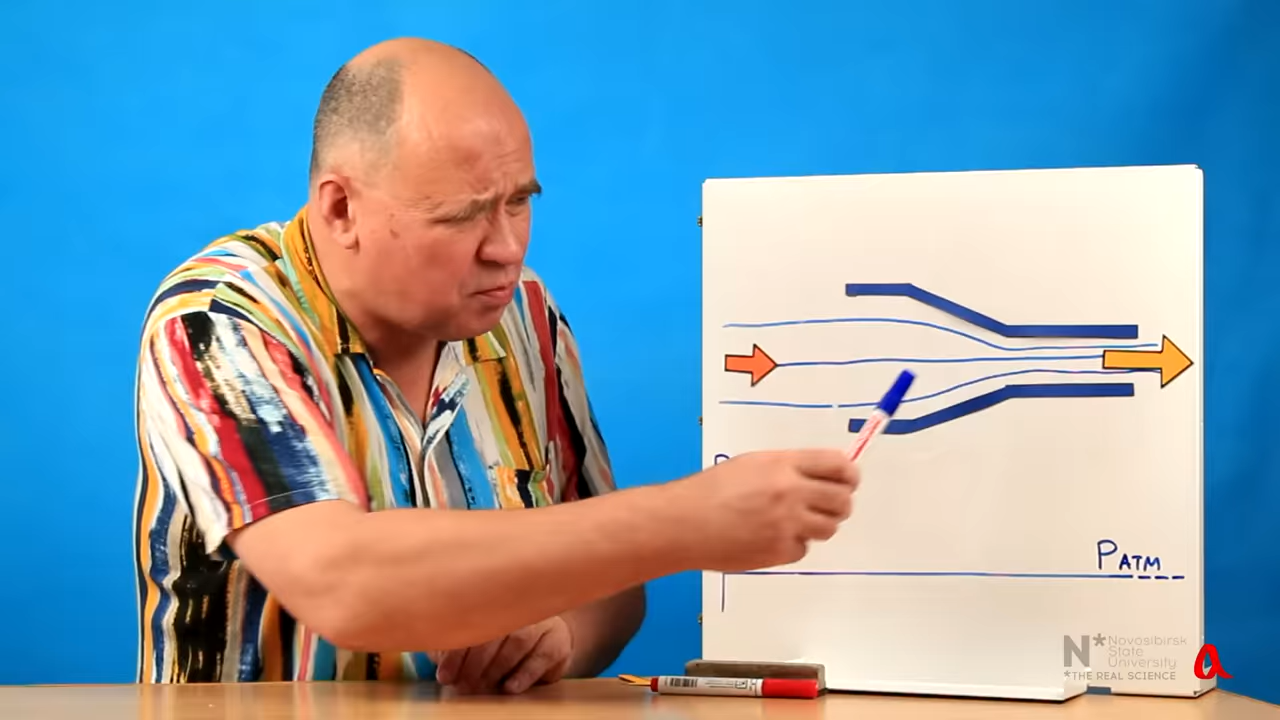 P
PATM
N* Novosibirsk
State
University
*THE REAL SCIENCE
a